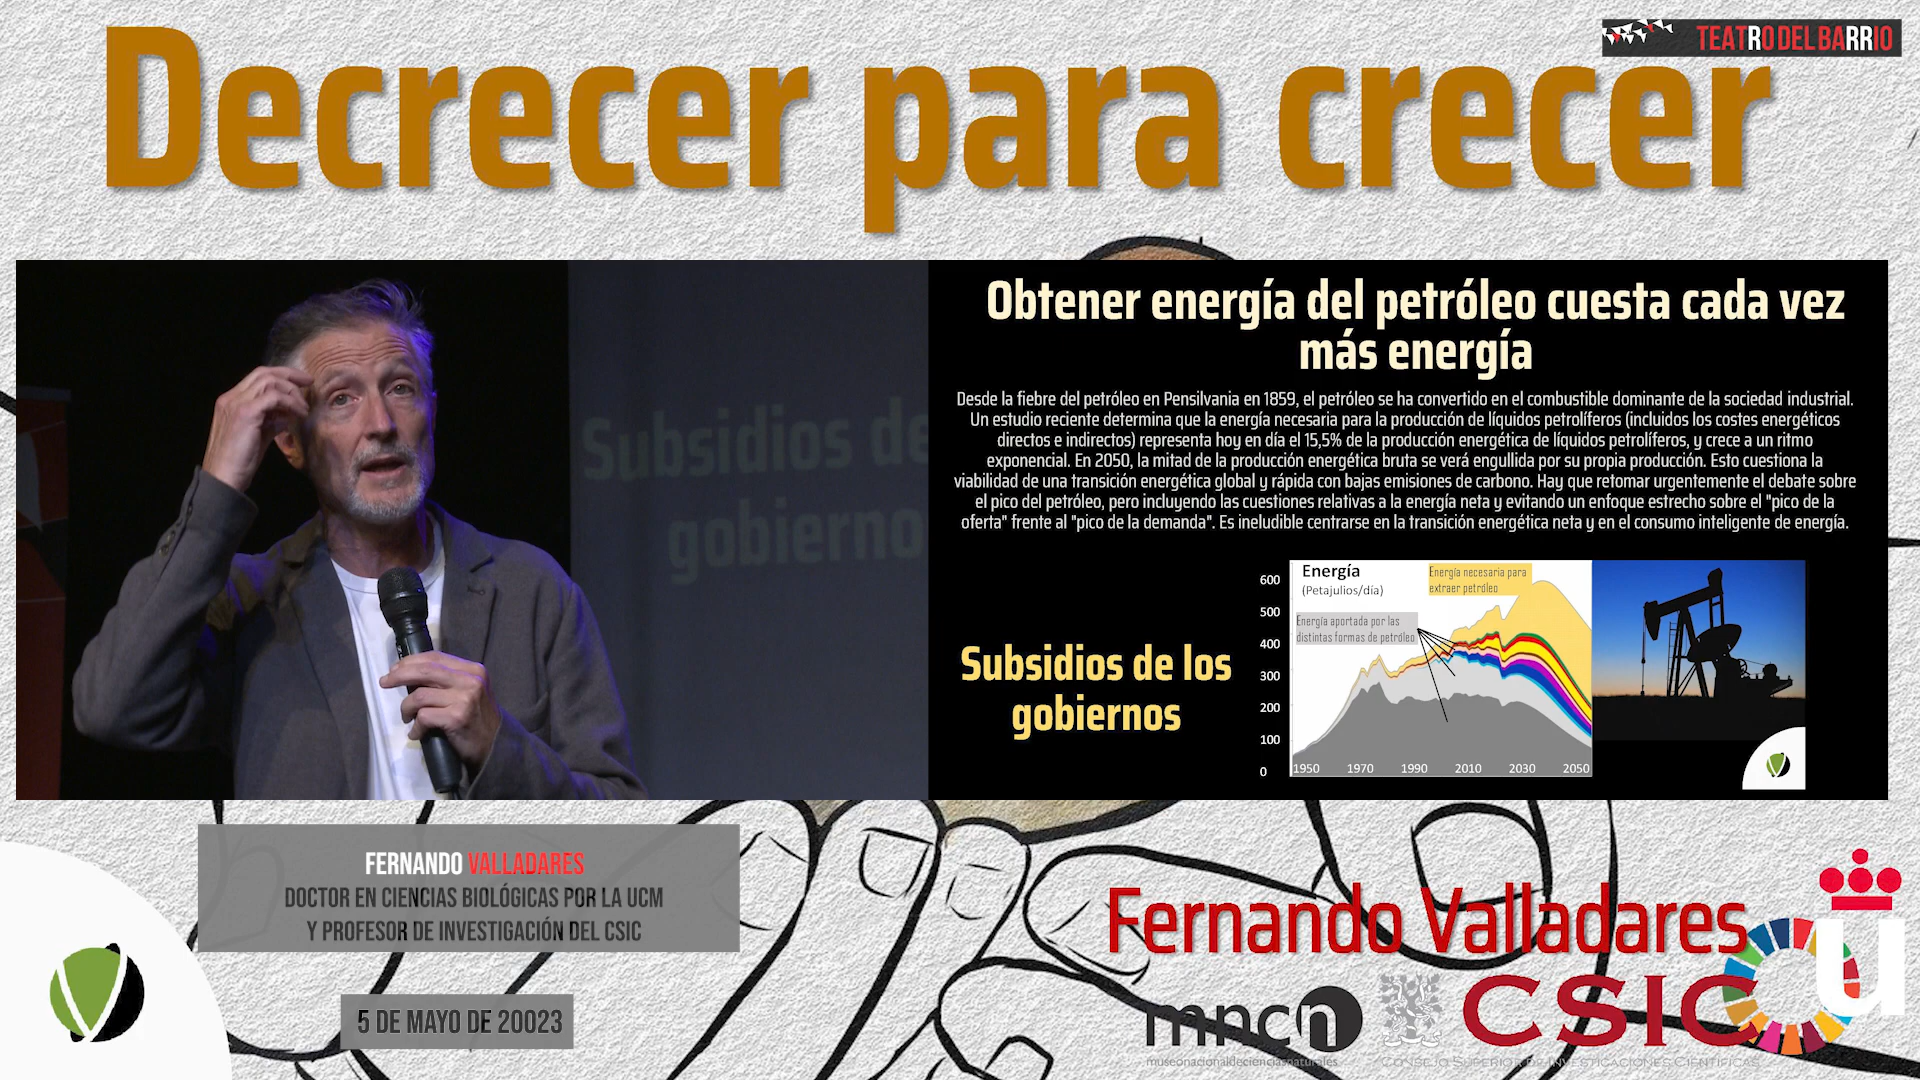 Decrecer para crecer
TEATRO DEL BARRIO
Subsidios de
gobierno
Obtener energía del petróleo cuesta cada vez
más energía
Desde la fiebre del petróleo en Pensilvania en 1859, el petróleo se ha convertido en el combustible dominante de la sociedad industrial.
Un estudio reciente determina que la energía necesaria para la producción de líquidos petrolíferos (incluidos los costes energéticos
directos e indirectos) representa hoy en día el 15,5% de la producción energética de líquidos petrolíferos, y crece a un ritmo
exponencial. En 2050, la mitad de la producción energética bruta se verá engullida por su propia producción. Esto cuestiona la
viabilidad de una transición energética global y rápida con bajas emisiones de carbono. Hay que retomar urgentemente el debate sobre
el pico del petróleo, pero incluyendo las cuestiones relativas a la energía neta y evitando un enfoque estrecho sobre el "pico de la
oferta" frente al "pico de la demanda". Es ineludible centrarse en la transición energética neta y en el consumo inteligente de energía.
Subsidios de los
gobiernos
Energía
(Petajulios/día)
Energía necesaria para
extraer petróleo
Energía aportada por las
distintas formas de petróleo
600
500
400
300
200
100
0
1950 1970 1990 2010 2030 2050
FERNANDO VALLADARES
DOCTOR EN CIENCIAS BIOLÓGICAS POR LA UCM
Y PROFESOR DE INVESTIGACIÓN DEL CSIC
5 DE MAYO DE 20023
Fernando Valladares
mncn
museonacionaldecienciasnaturales
CSIC
CONSEJO SUPERIOR DE INVESTIGACIONES CIENTÍFICAS
u